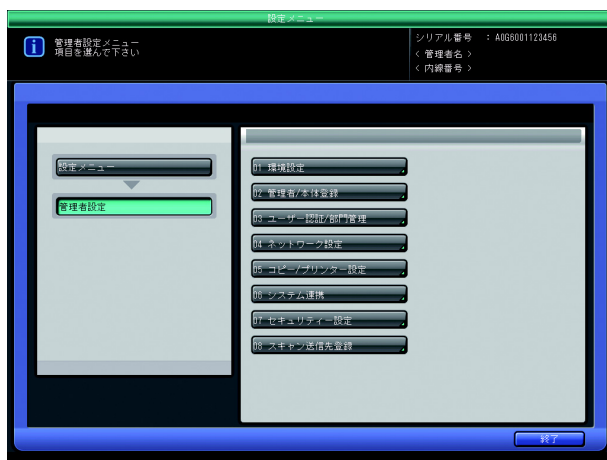 設定メニュー
管理者設定メニュー
項目を選んで下さい
シリアル番号 : A0G6001123456
< 管理者名 >
< 内線番号 >
設定メニュー
管理者設定
01 環境設定
02 管理者/本体登録
03 ユーザー認証/部門管理
04 ネットワーク設定
05 コピー/プリンター設定
06 システム連携
07 セキュリティー設定
08 スキャン送信先登録
終了